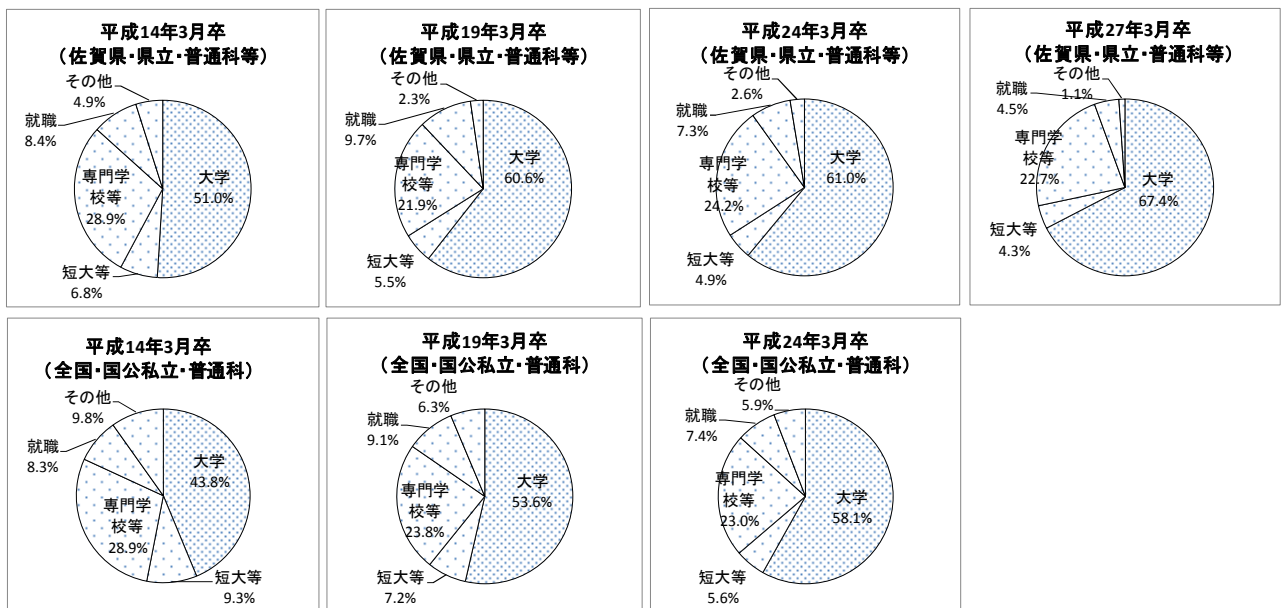 平成14年3月卒
(佐賀県・県立・普通科等)
その他
4.9%
就職
8.4%
専門学
校等
28.9%
大学
51.0%
短大等
6.8%
平成19年3月卒
(佐賀県・県立・普通科等)
その他
2.3%
就職
9.7%
専門学
校等
21.9%
大学
60.6%
短大等
5.5%
平成24年3月卒
(佐賀県・県立・普通科等)
その他
2.6%
就職
7.3%
専門学
校等
24.2%
大学
61.0%
短大等
4.9%
平成27年3月卒
(佐賀県・県立・普通科等)
その他
1.1%
就職
4.5%
専門学
校等
22.7%
大学
67.4%
短大等
4.3%
平成14年3月卒
(全国・国公私立・普通科)
その他
9.8%
就職
8.3%
大学
43.8%
専門学
校等
28.9%
短大等
9.3%
平成19年3月卒
(全国・国公私立・普通科)
その他
6.3%
就職
9.1%
大学
53.6%
専門学
校等
23.8%
短大等
7.2%
平成24年3月卒
(全国・国公私立・普通科)
その他
5.9%
就職
7.4%
専門学
校等
23.0%
大学
58.1%
短大等
5.6%